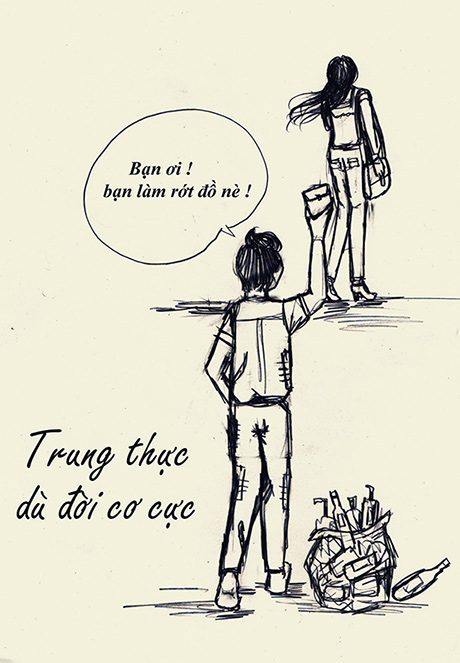 Bạn ơi !
bạn làm rớt đồ nè !
Trung thực
dù đời cơ cực